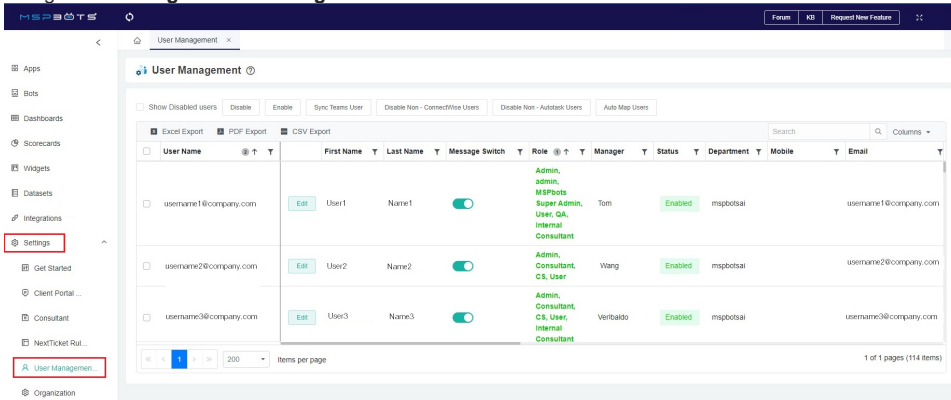 MSPBOTS
Forum KB Request New Feature
User Management ×
Apps
Bots
Dashboards
Scorecards
Widgets
Datasets
Integrations
Settings
Get Started
Client Portal ...
Consultant
NextTicket Rul...
User Managemen...
Organization
User Management
Show Disabled users Disable Enable Sync Teams User Disable Non - ConnectWise Users Disable Non - Autotask Users Auto Map Users
Excel Export PDF Export CSV Export Search Columns
User Name 2 First Name Last Name Message Switch Role 1 Manager Status Department Mobile Email
username1@company.com Edit User1 Name1
Admin,
admin,
MSPbots
Super Admin,
User, QA,
Internal
Consultant
Tom Enabled mspbotsai username1@company.com
username2@company.com Edit User2 Name2
Admin,
Consultant,
CS, User
Wang Enabled mspbotsai username2@company.com
username3@company.com Edit User3 Name3
Admin,
Consultant,
CS, User,
Internal
Consultant
Veribaldo Enabled mspbotsai username3@company.com
1 200 Items per page 1 of 1 pages (114 items)